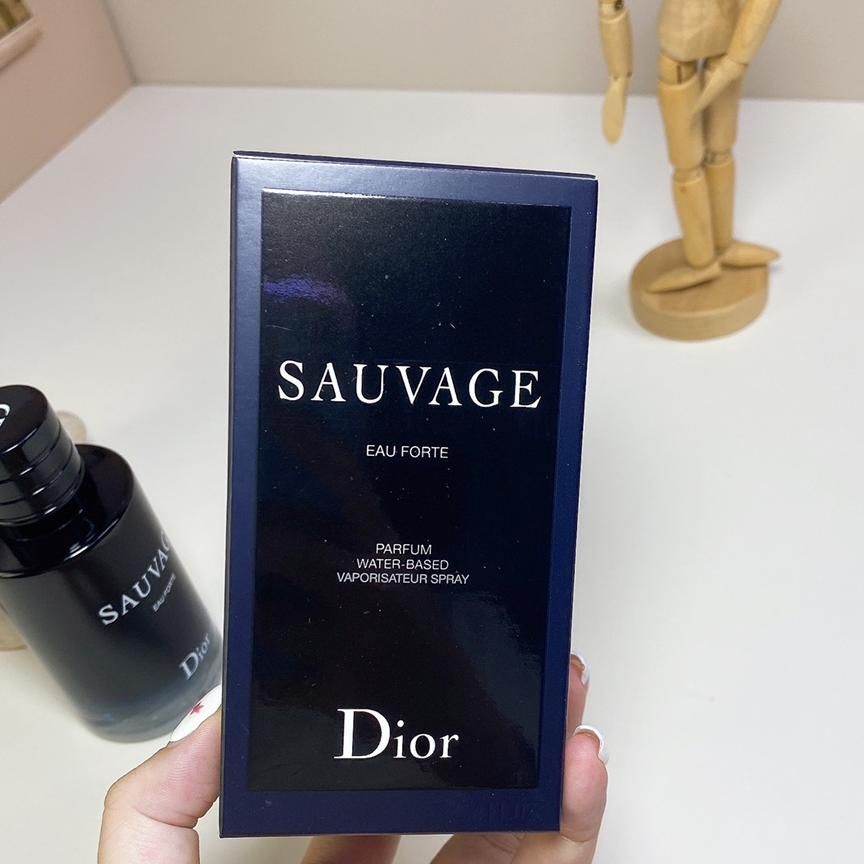 SAUVAGE
EAU FORTE
PARFUM
WATER-BASED
VAPORISATEUR SPRAY
Dior
SAUVAG
EAU FORTE
Dior